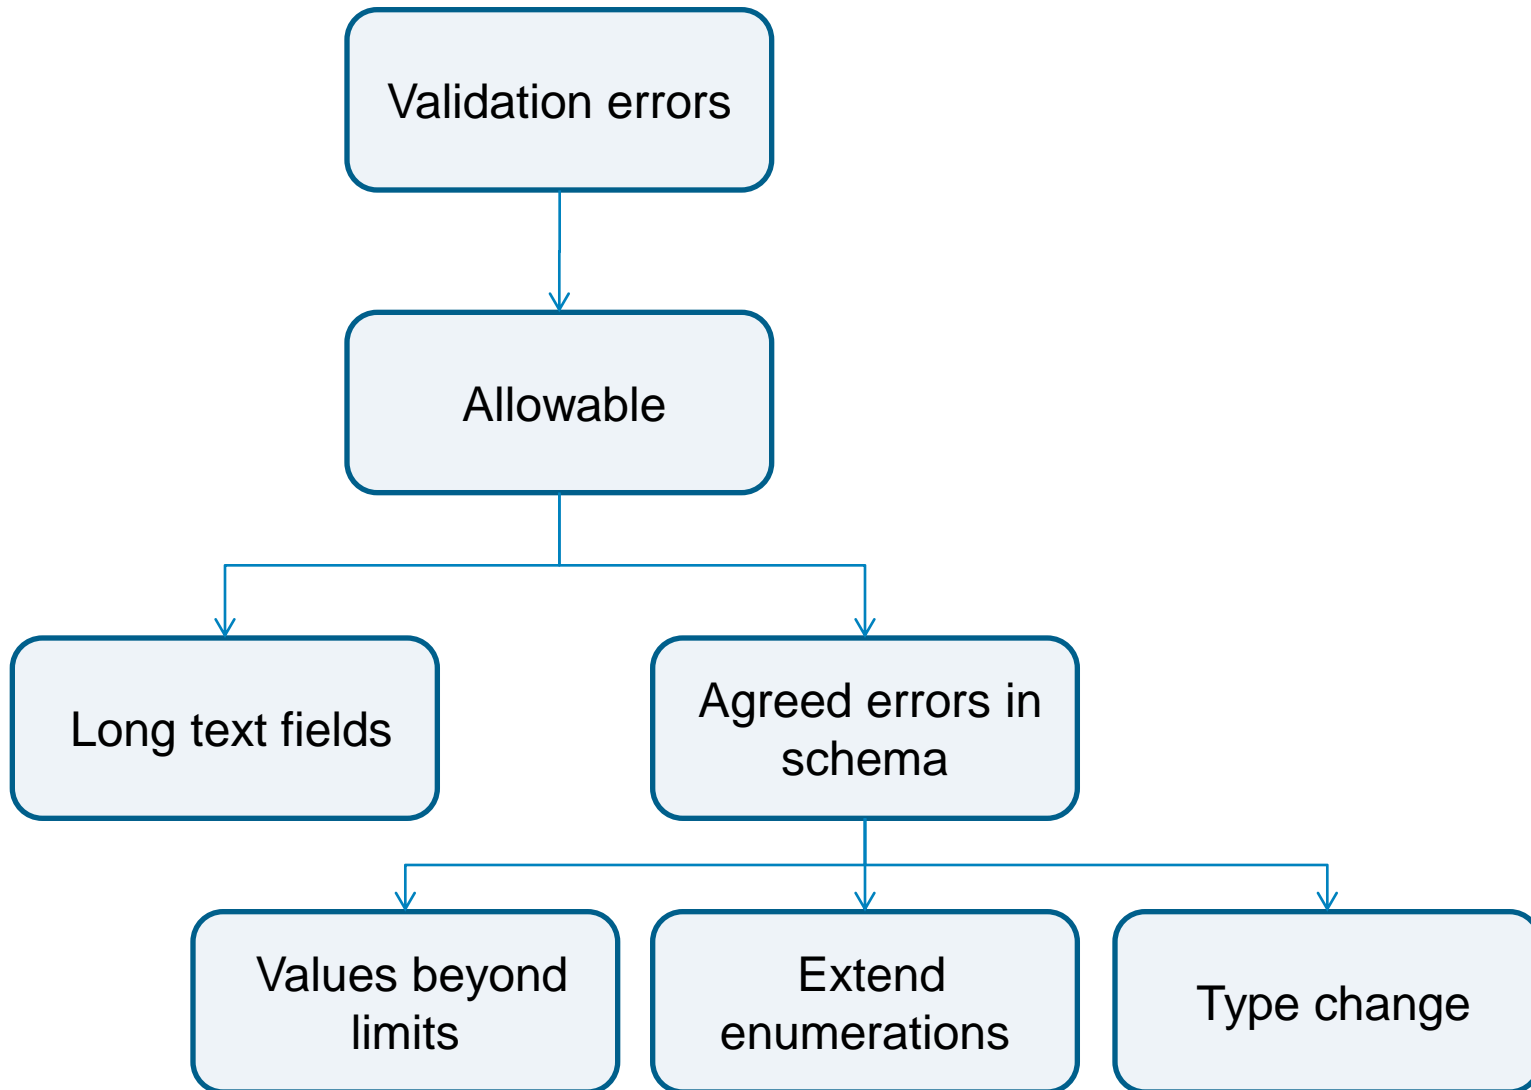 Validation errors
Allowable
Long text fields
Agreed errors in
schema
Values beyond
limits
Extend
enumerations
Type change